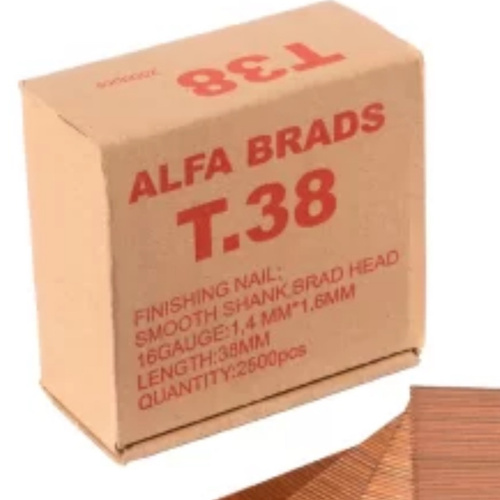 T38
2500pcs
ALFA BRADS
T.38
FINISHING NAIL;
SMOOTH SHANK,BRAD HEAD
16GAUGE:1,4 MM*1.6MM
LENGTH:38MM
QUANTITY:2500pcs